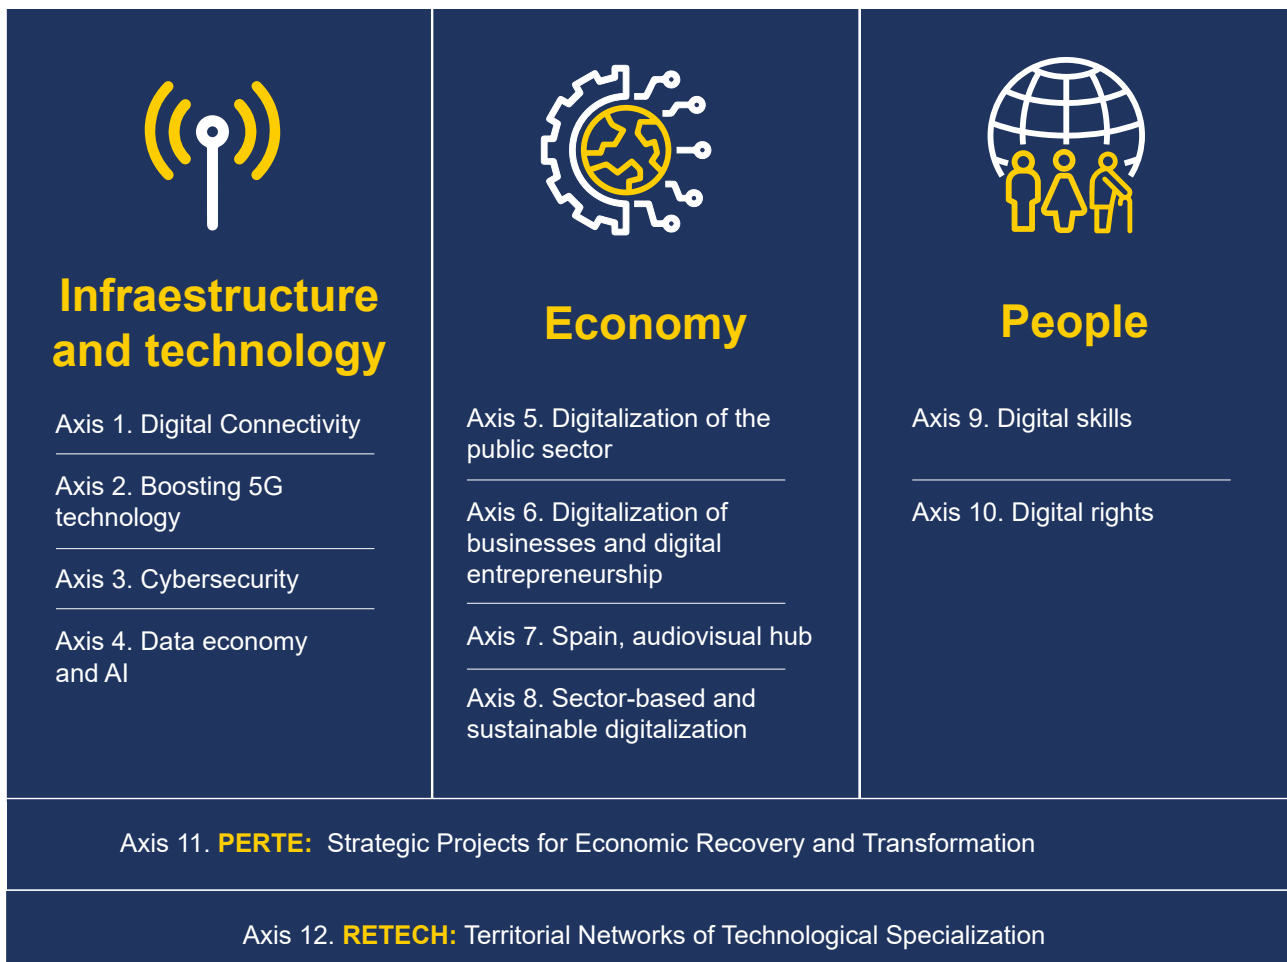 Infraestructure
and technology
Axis 1. Digital Connectivity
Axis 2. Boosting 5G
technology
Axis 3. Cybersecurity
Axis 4. Data economy
and AI
Economy
Axis 5. Digitalization of the
public sector
Axis 6. Digitalization of
businesses and digital
entrepreneurship
Axis 7. Spain, audiovisual hub
Axis 8. Sector-based and
sustainable digitalization
People
Axis 9. Digital skills
Axis 10. Digital rights
Axis 11. PERTE: Strategic Projects for Economic Recovery and Transformation
Axis 12. RETECH: Territorial Networks of Technological Specialization